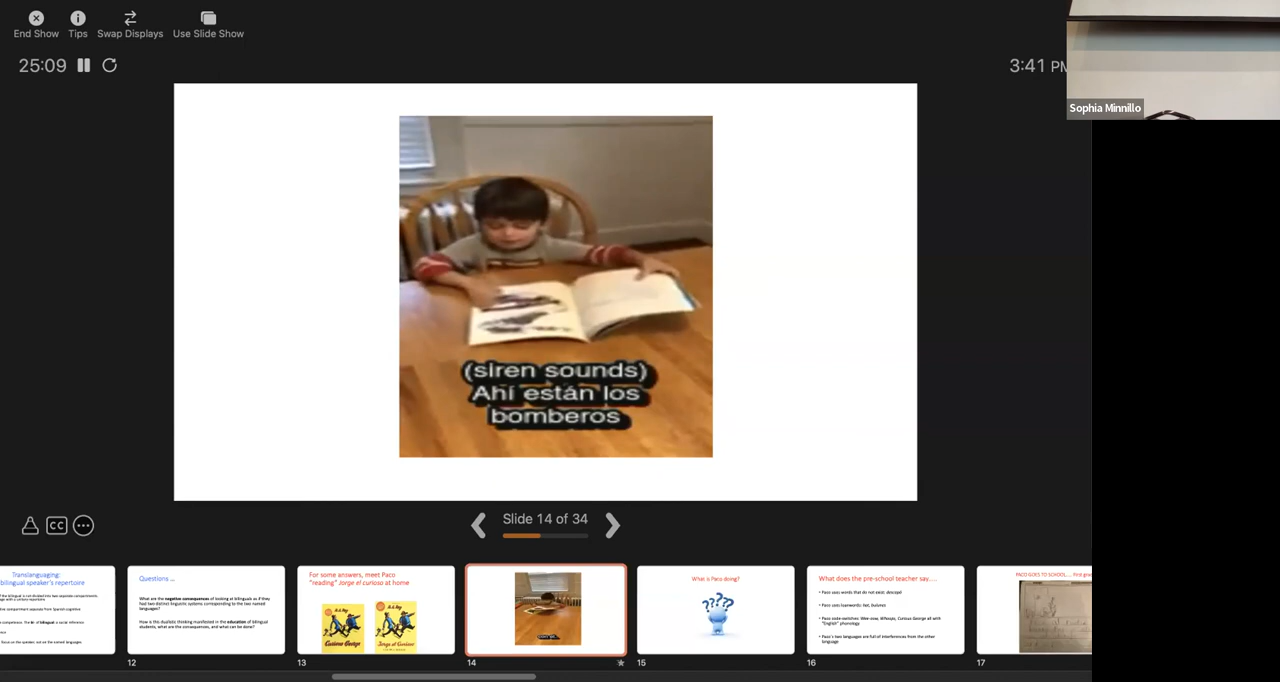 End Show
Tips
Swap Displays
Use Slide Show
25:09
3:41 PM
Sophia Minnillo
(siren sounds)
Ahí están los
bomberos
CC
Slide 14 of 34
Translanguaging:
bilingual speaker's repertoire
12
Questions ...
What are the negative consequences of looking at bilinguals as if they
had two distinct linguistic systems corresponding to the two named
languages?
How is this dualistic thinking manifested in the education of bilingual
students, what are the consequences, and what can be done?
13
For some answers, meet Paco
"reading" Jorge el curioso at home
Curious George
Jorge el Curioso
14
15
What is Paco doing?
16
What does the pre-school teacher say.....
• Paco uses words that do not exist:
• Paco uses loanwords: hat,
• Paco code-switches: Wee-oow, Whoops, Curious George all with
"English" phonology
• Paco's two languages are full of interferences from the other
language
17
PACO GOES TO SCHOOL....